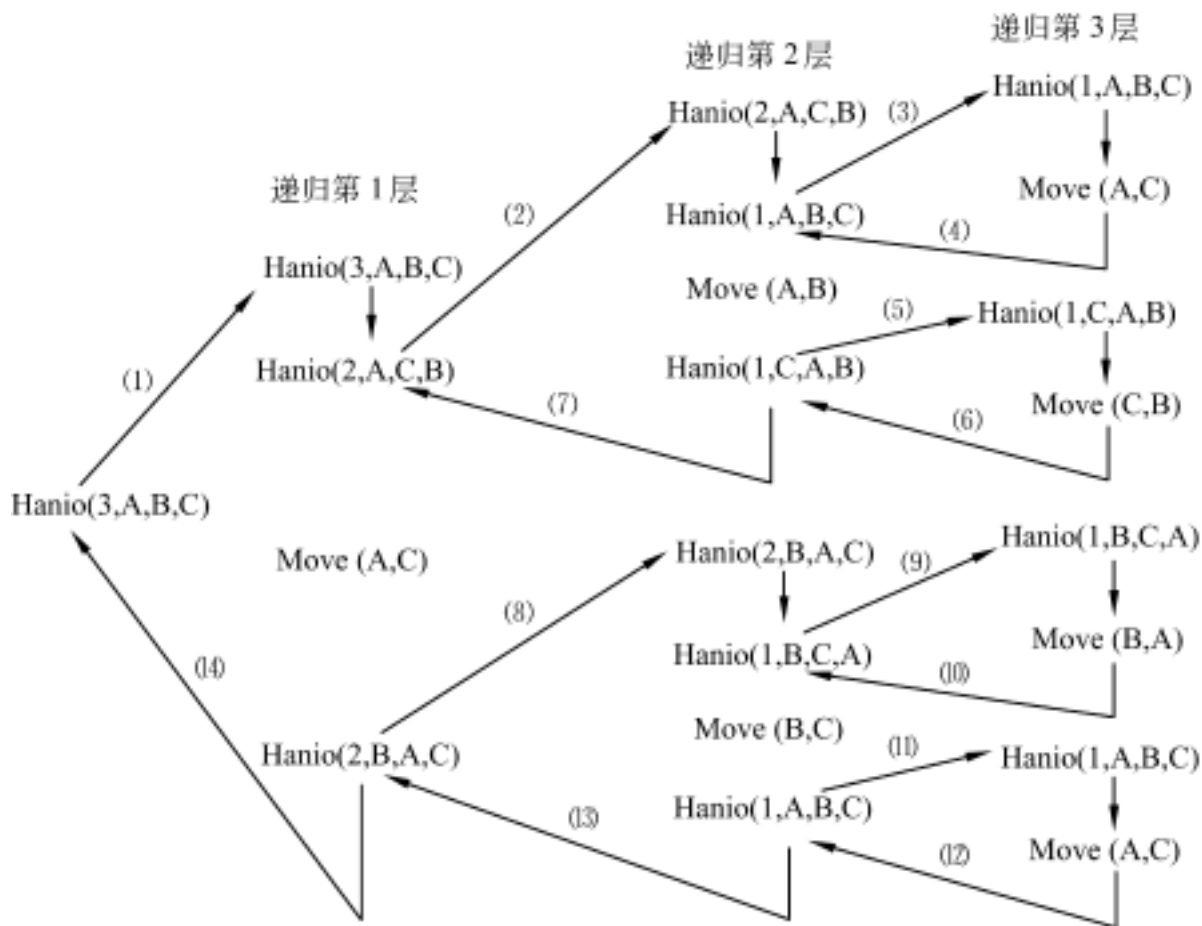 递归第 3 层
递归第 2 层
Hanio(1,A,B,C)
(3)
Hanio(2,A,C,B)
递归第 1 层
Move (A,C)
(2)
Hanio(1,A,B,C)
(4)
Hanio(3,A,B,C)
Move (A,B)
(5)
Hanio(1,C,A,B)
(1)
Hanio(2,A,C,B)
Hanio(1,C,A,B)
(7)
(6)
Move (C,B)
Hanio(3,A,B,C)
Move (A,C)
Hanio(2,B,A,C)
(9)
Hanio(1,B,C,A)
(8)
Move (B,A)
(14)
Hanio(1,B,C,A)
(10)
Hanio(2,B,A,C)
Move (B,C)
(11)
Hanio(1,A,B,C)
(13)
Hanio(1,A,B,C)
(12)
Move (A,C)